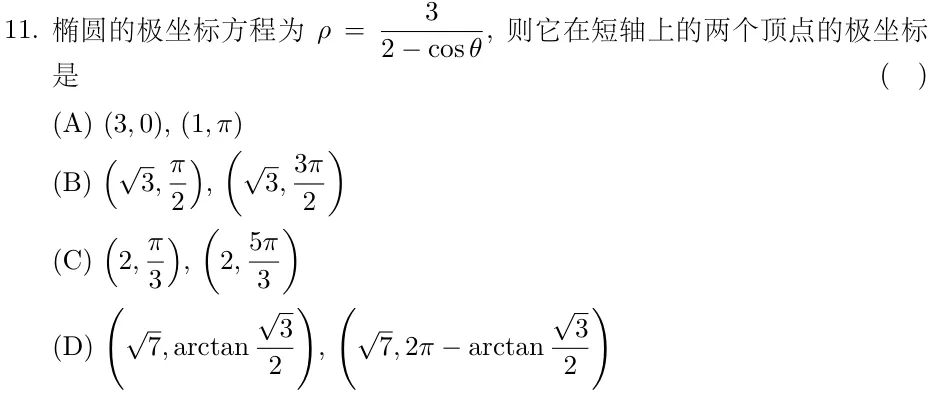 11. 椭圆的极坐标方程为 ρ = 3/(2 − cos θ), 则它在短轴上的两个顶点的极坐标
是 ( )
(A) (3, 0), (1, π)
(B) (√3, π/2), (√3, 3π/2)
(C) (2, π/3), (2, 5π/3)
(D) (√7, arctan √3/2), (√7, 2π − arctan √3/2)